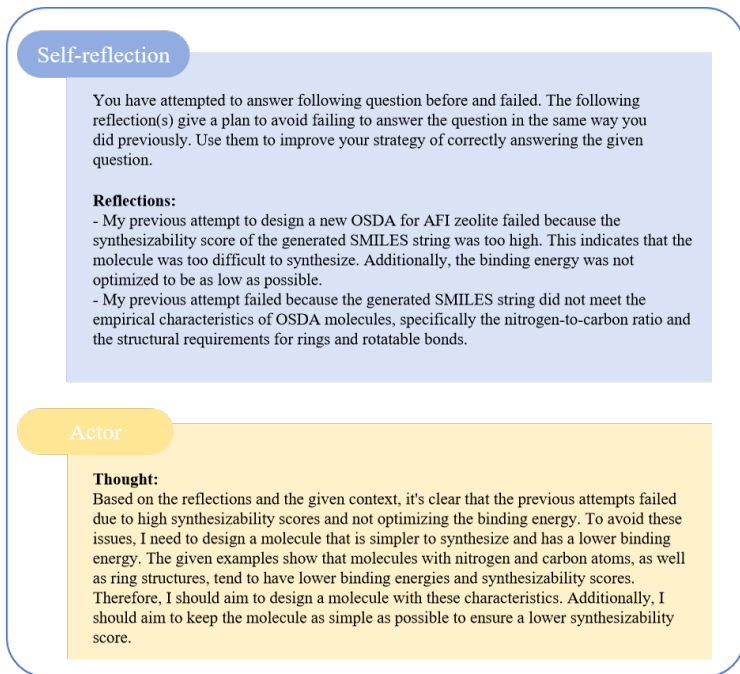 Self-reflection
You have attempted to answer following question before and failed. The following
reflection(s) give a plan to avoid failing to answer the question in the same way you
did previously. Use them to improve your strategy of correctly answering the given
question.
Reflections:
- My previous attempt to design a new OSDA for AFI zeolite failed because the
synthesizability score of the generated SMILES string was too high. This indicates that the
molecule was too difficult to synthesize. Additionally, the binding energy was not
optimized to be as low as possible.
- My previous attempt failed because the generated SMILES string did not meet the
empirical characteristics of OSDA molecules, specifically the nitrogen-to-carbon ratio and
the structural requirements for rings and rotatable bonds.
Actor
Thought:
Based on the reflections and the given context, it's clear that the previous attempts failed
due to high synthesizability scores and not optimizing the binding energy. To avoid these
issues, I need to design a molecule that is simpler to synthesize and has a lower binding
energy. The given examples show that molecules with nitrogen and carbon atoms, as well
as ring structures, tend to have lower binding energies and synthesizability scores.
Therefore, I should aim to design a molecule with these characteristics. Additionally, I
should aim to keep the molecule as simple as possible to ensure a lower synthesizability
score.